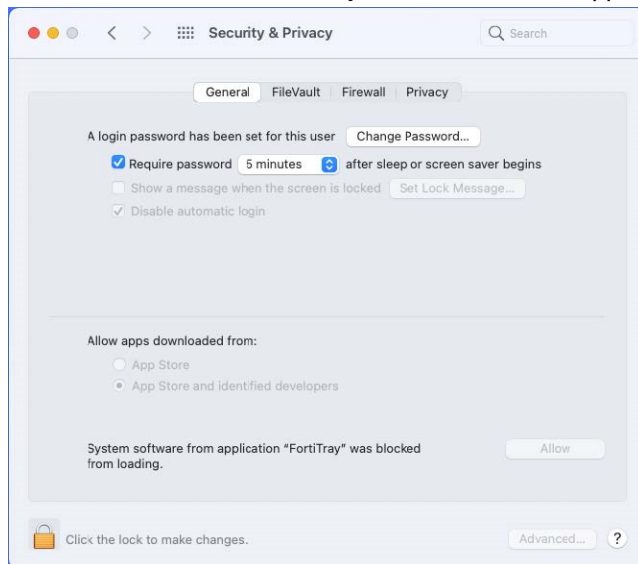 Security & Privacy
Search
General FileVault Firewall Privacy
A login password has been set for this user Change Password...
Require password 5 minutes after sleep or screen saver begins
Show a message when the screen is locked Set Lock Message...
Disable automatic login
Allow apps downloaded from:
App Store
App Store and identified developers
System software from application “FortiTray” was blocked Allow
from loading.
Click the lock to make changes. Advanced... ?